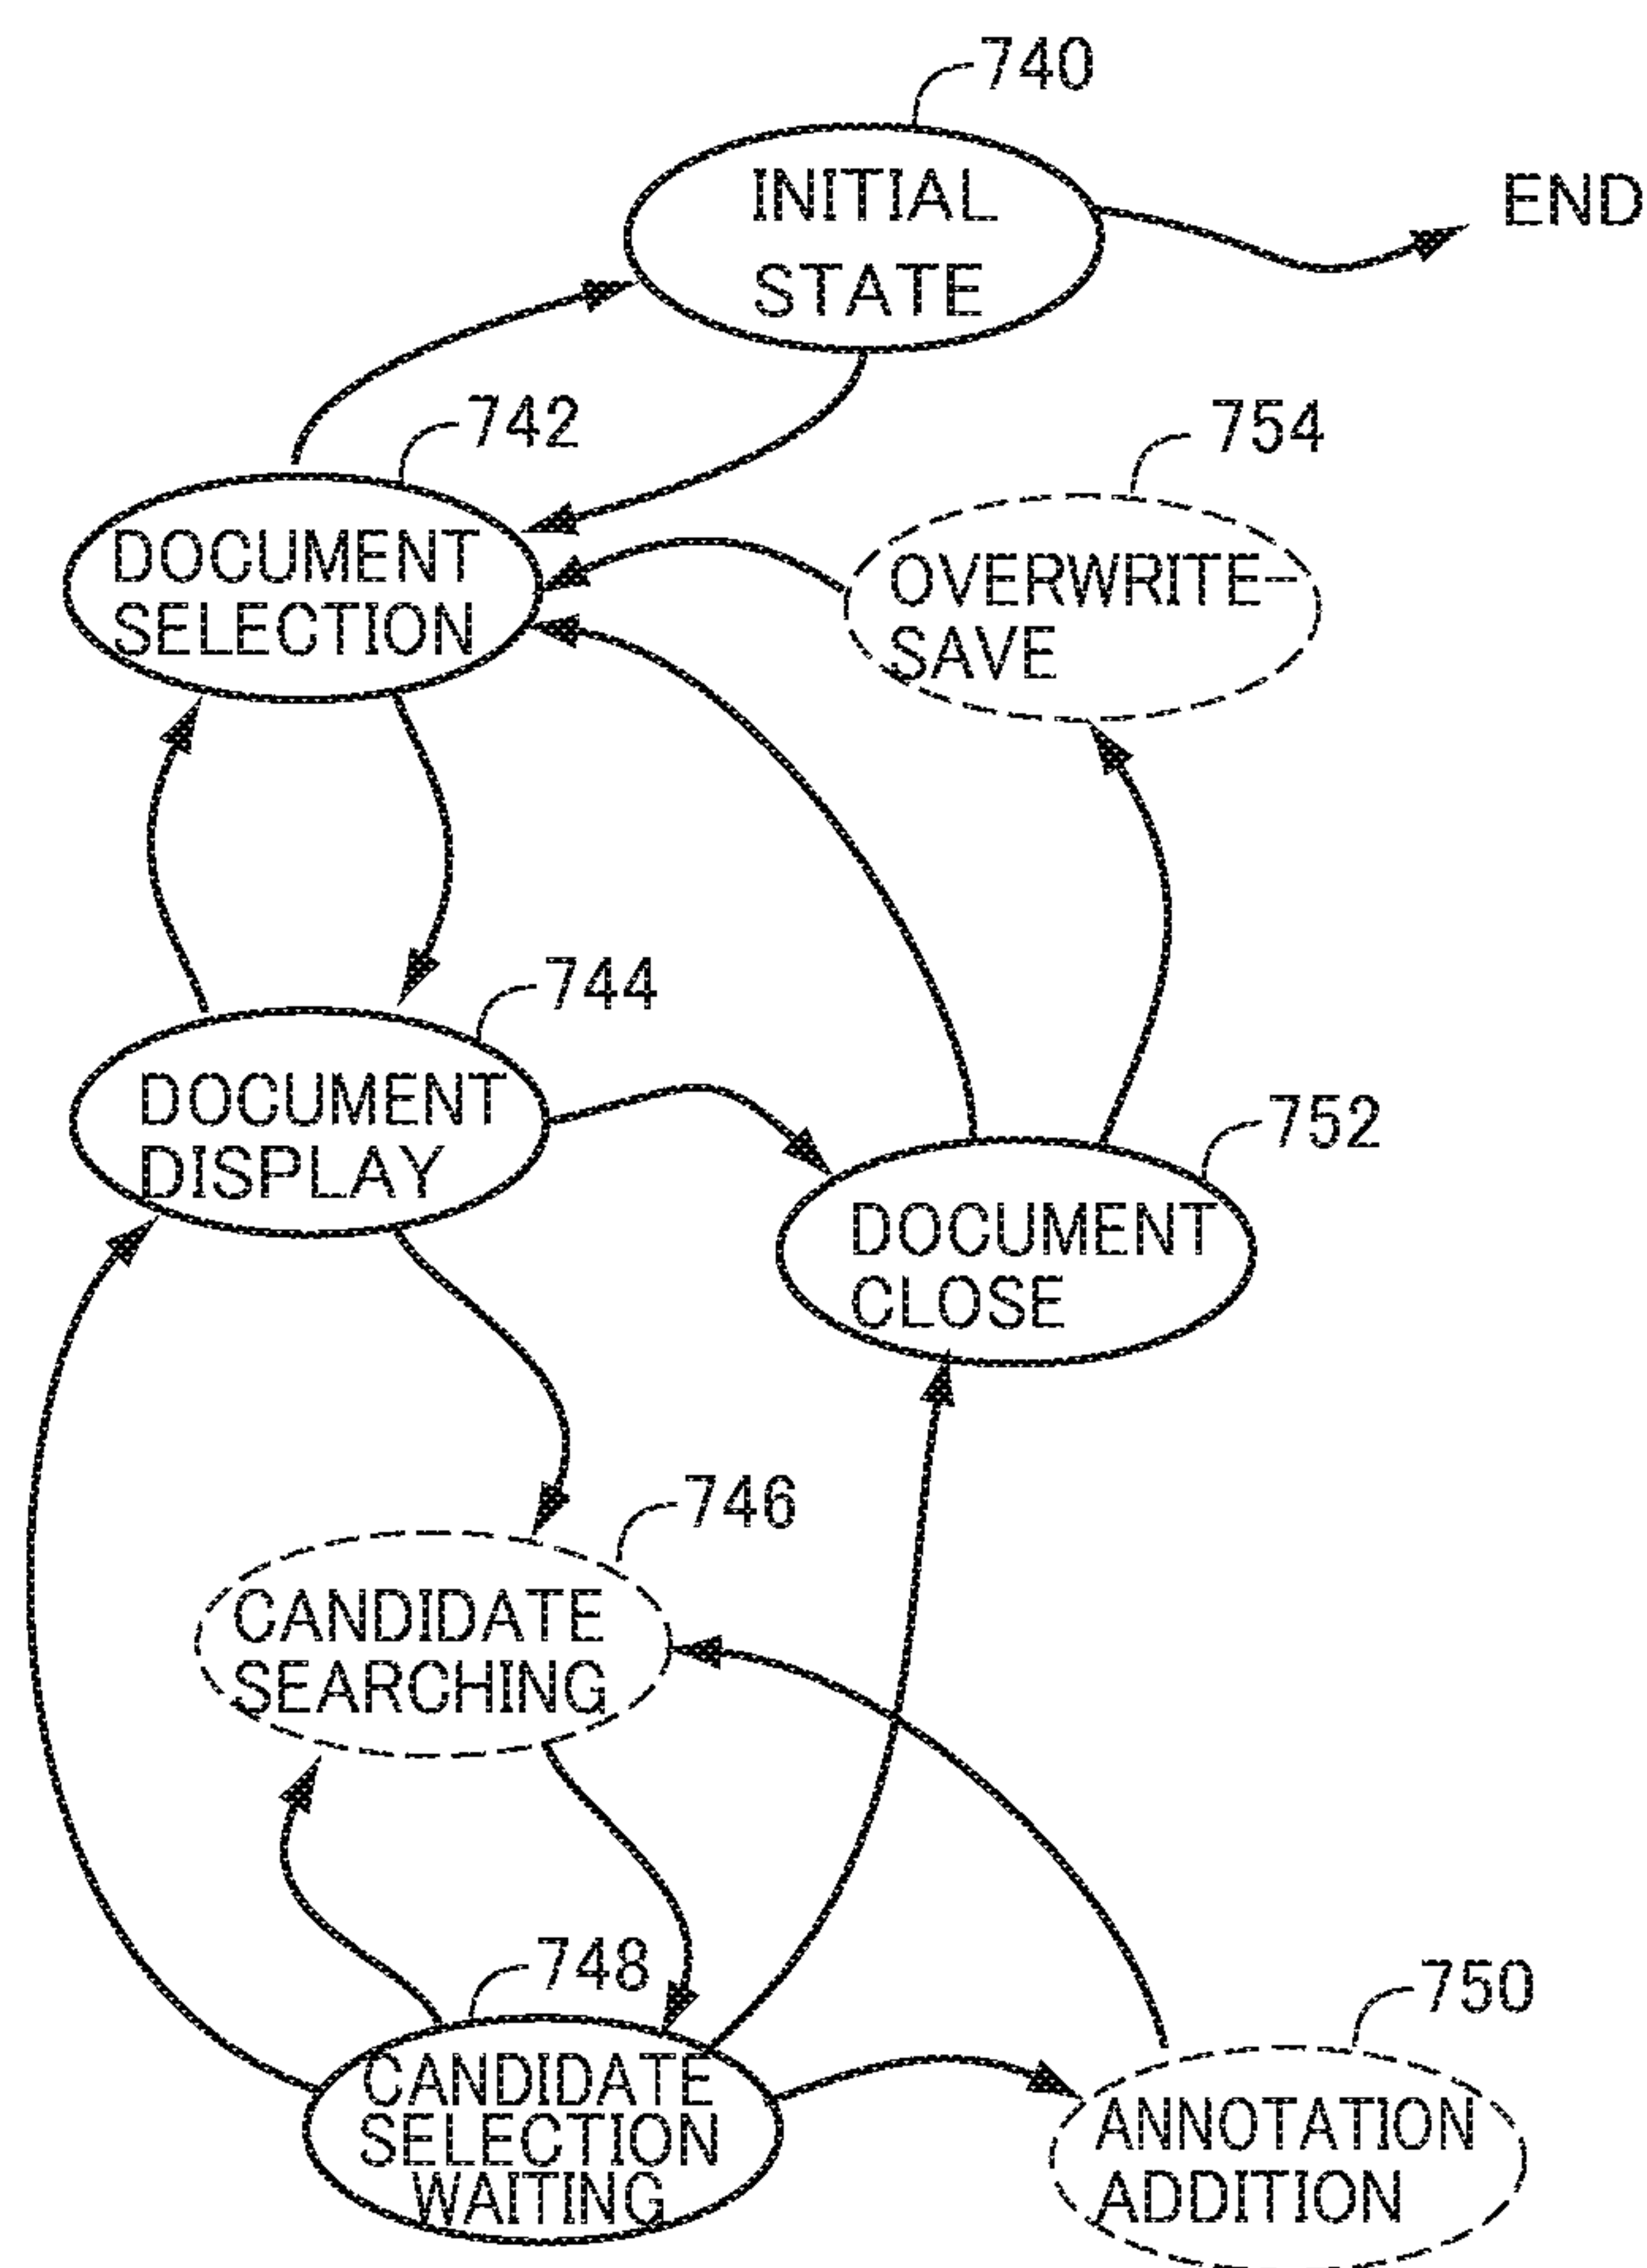 740
INITIAL
STATE
END
742
DOCUMENT
SELECTION
754
OVERWRITE-
SAVE
744
DOCUMENT
DISPLAY
752
DOCUMENT
CLOSE
746
CANDIDATE
SEARCHING
748
CANDIDATE
SELECTION
WAITING
750
ANNOTATION
ADDITION